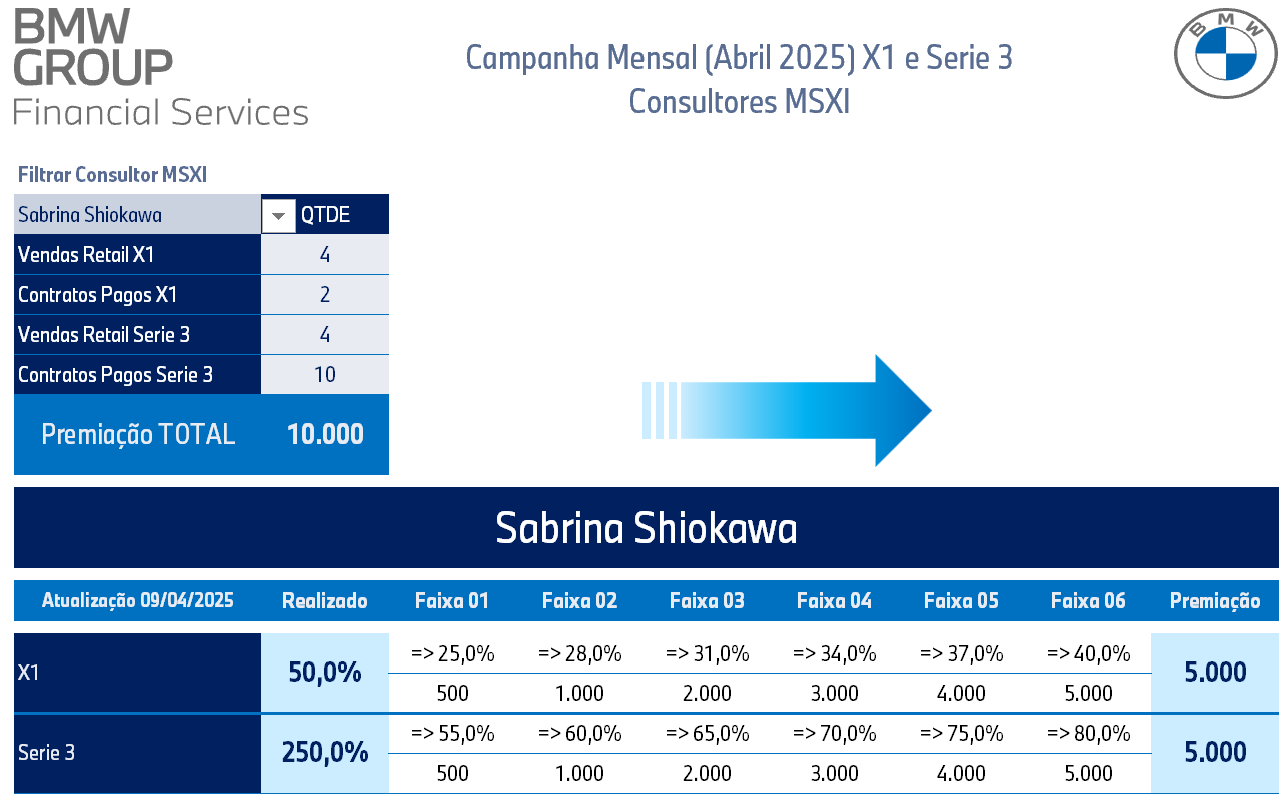 BMW
GROUP
Financial Services
Campanha Mensal (Abril 2025) X1 e Serie 3
Consultores MSXI
BMW
Filtrar Consultor MSXI
Sabrina Shiokawa QTDE
Vendas Retail X1 4
Contratos Pagos X1 2
Vendas Retail Serie 3 4
Contratos Pagos Serie 3 10
Premiação TOTAL 10.000
Sabrina Shiokawa
Atualização 09/04/2025 Realizado Faixa 01 Faixa 02 Faixa 03 Faixa 04 Faixa 05 Faixa 06 Premiação
=> 25,0% => 28,0% => 31,0% => 34,0% => 37,0% => 40,0%
X1 50,0% 5.000
500 1.000 2.000 3.000 4.000 5.000
=> 55,0% => 60,0% => 65,0% => 70,0% => 75,0% => 80,0%
Serie 3 250,0% 5.000
500 1.000 2.000 3.000 4.000 5.000